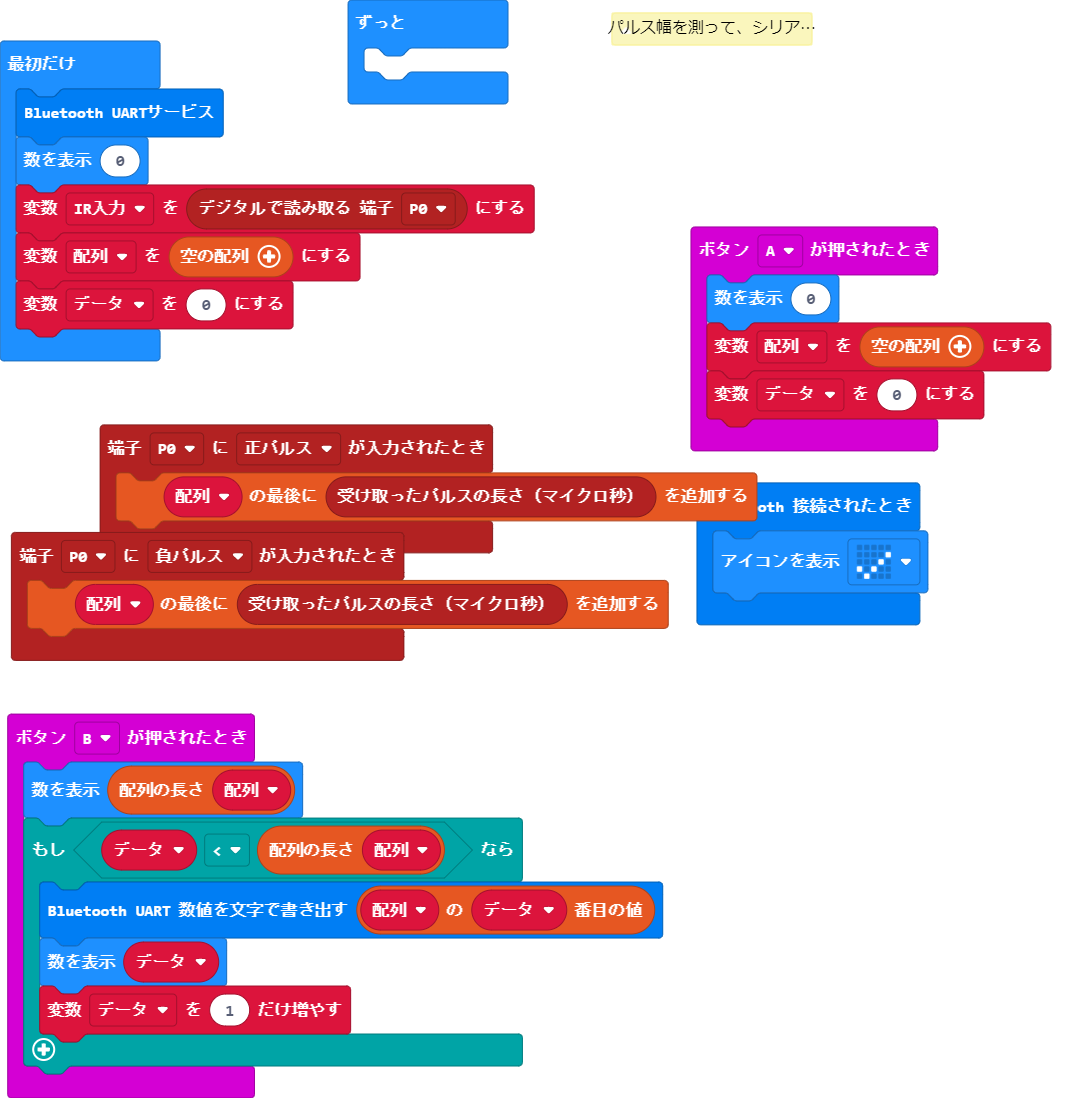 ずっと
パルス幅を測って、シリア…
最初だけ
Bluetooth UARTサービス
数を表示 0
変数 IR入力 を デジタルで読み取る 端子 P0 にする
変数 配列 を 空の配列 にする
変数 データ を 0 にする
ボタン A が押されたとき
数を表示 0
変数 配列 を 空の配列 にする
変数 データ を 0 にする
端子 P0 に 正パルス が入力されたとき
配列 の最後に 受け取ったパルスの長さ (マイクロ秒) を追加する
oth 接続されたとき
アイコンを表示
端子 P0 に 負パルス が入力されたとき
配列 の最後に 受け取ったパルスの長さ (マイクロ秒) を追加する
ボタン B が押されたとき
数を表示 配列の長さ 配列
もし データ < 配列の長さ 配列 なら
Bluetooth UART 数値を文字で書き出す 配列 の データ 番目の値
数を表示 データ
変数 データ を 1 だけ増やす